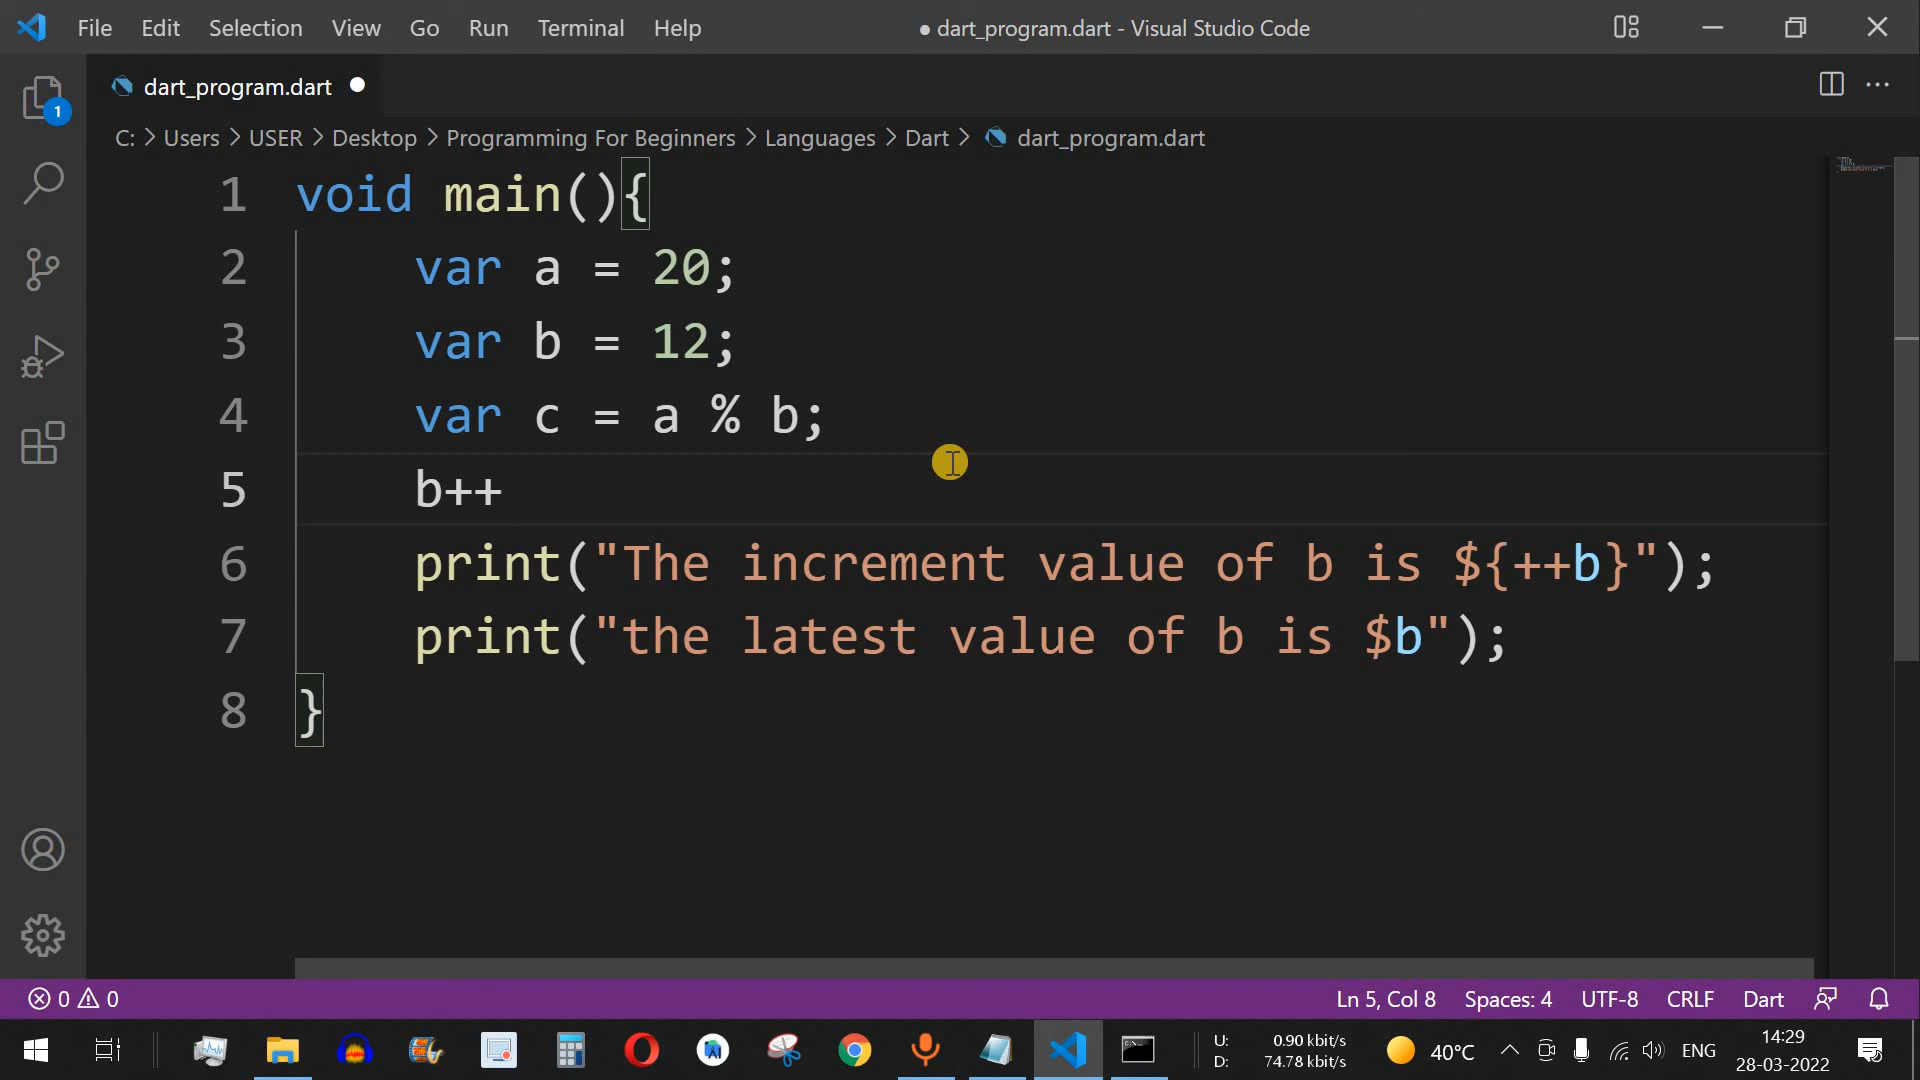 File Edit Selection View Go Run Terminal Help ● dart_program.dart - Visual Studio Code
dart_program.dart ●
1
C: > Users > USER > Desktop > Programming For Beginners > Languages > Dart > dart_program.dart
1 void main(){
2 var a = 20;
3 var b = 12;
4 var c = a % b;
5 b++
6 print("The increment value of b is ${++b}");
7 print("the latest value of b is $b");
8 }
0 0 Ln 5, Col 8 Spaces: 4 UTF-8 CRLF Dart
U: 0.90 kbit/s
D: 74.78 kbit/s
40°C ENG
14:29
28-03-2022